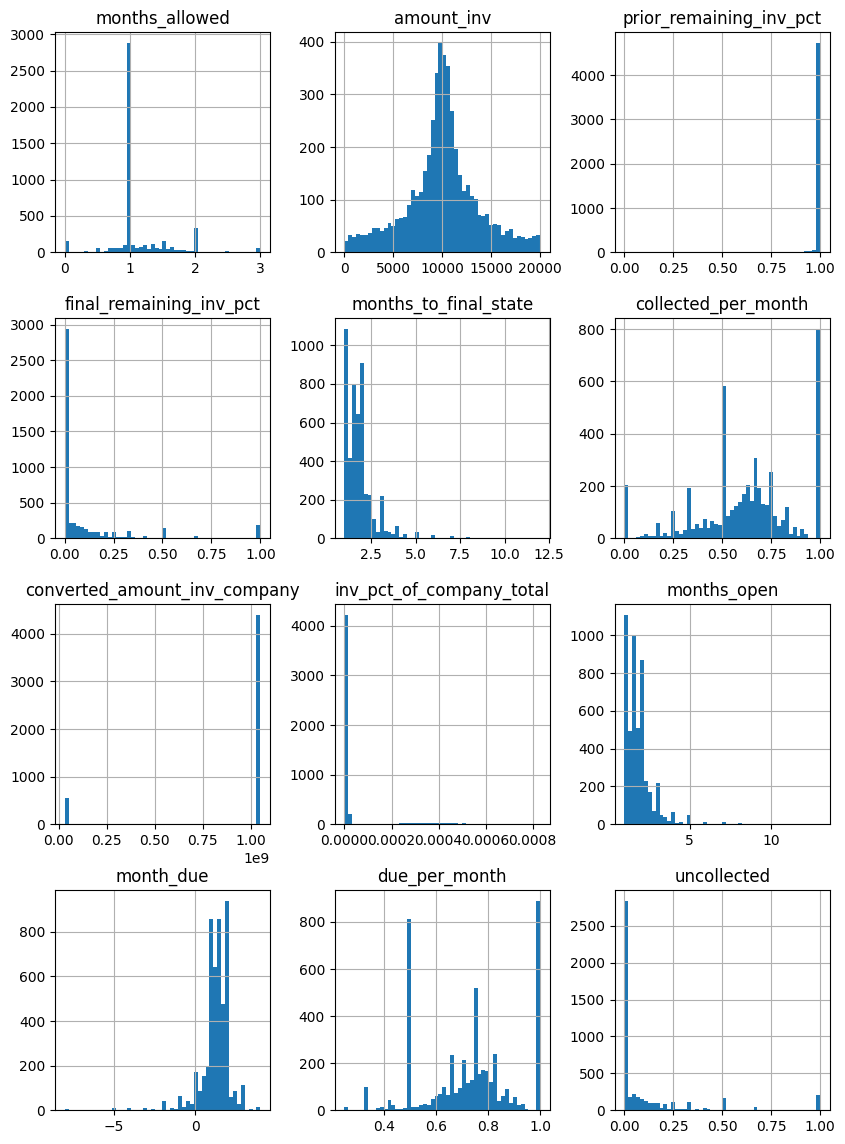 months_allowed amount_inv prior_remaining_inv_pct
3000 2500 2000 1500 1000 500 0
400 300 200 100 0
4000 3000 2000 1000 0
0 1 2 3
0 5000 10000 15000 20000
0.00 0.25 0.50 0.75 1.00
final_remaining_inv_pct months_to_final_state collected_per_month
3000 2500 2000 1500 1000 500 0
1000 800 600 400 200 0
800 600 400 200 0
0.00 0.25 0.50 0.75 1.00
2.5 5.0 7.5 10.0 12.5
0.00 0.25 0.50 0.75 1.00
converted_amount_inv_company inv_pct_of_company_total months_open
4000 3000 2000 1000 0
4000 3000 2000 1000 0
1000 800 600 400 200 0
0.00 0.25 0.50 0.75 1.00
1e9
0.0000 0.0002 0.0004 0.0006 0.0008
5 10
month_due due_per_month uncollected
800 600 400 200 0
800 600 400 200 0
2500 2000 1500 1000 500 0
−5 0
0.4 0.6 0.8 1.0
0.00 0.25 0.50 0.75 1.00